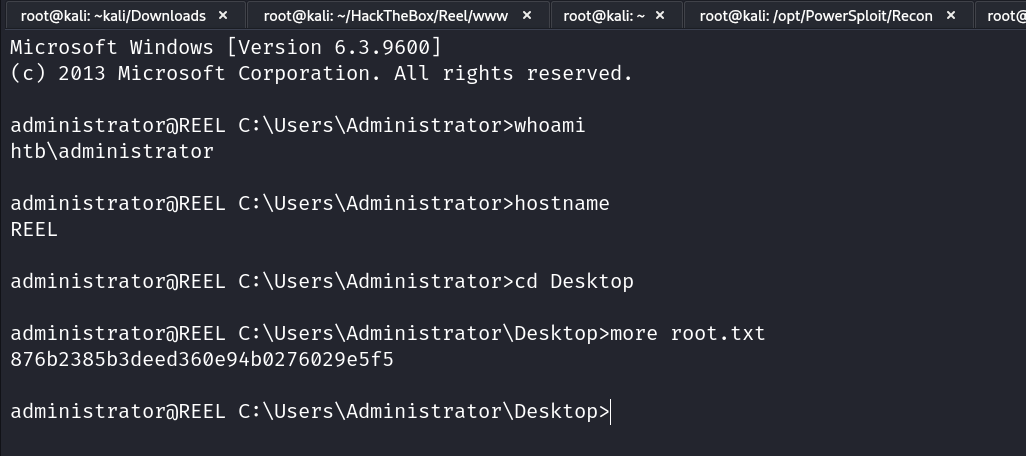 root@kali: ~kali/Downloads × root@kali: ~/HackTheBox/Reel/www × root@kali: ~ × root@kali: /opt/PowerSploit/Recon × root@
Microsoft Windows [Version 6.3.9600]
(c) 2013 Microsoft Corporation. All rights reserved.
administrator@REEL C:\Users\Administrator>whoami
htb\administrator
administrator@REEL C:\Users\Administrator>hostname
REEL
administrator@REEL C:\Users\Administrator>cd Desktop
administrator@REEL C:\Users\Administrator\Desktop>more root.txt
876b2385b3deed360e94b0276029e5f5
administrator@REEL C:\Users\Administrator\Desktop>